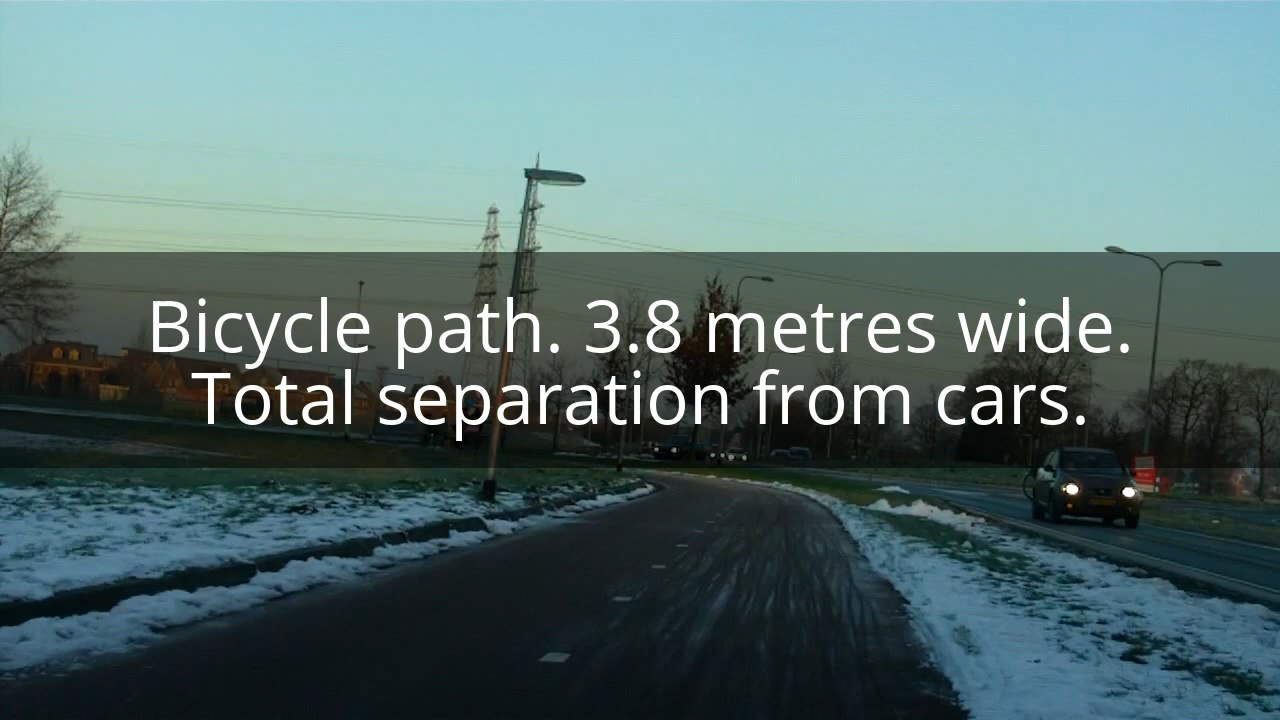 Bicycle path. 3.8 metres wide.
Total separation from cars.